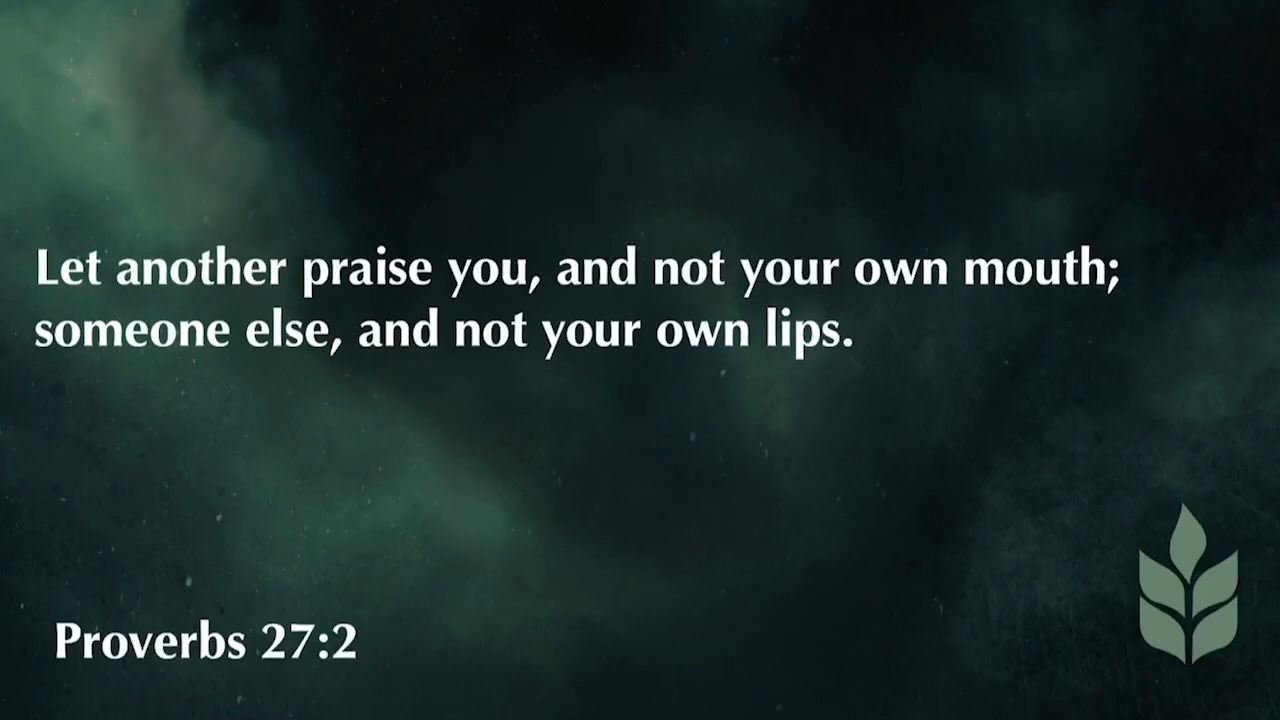 Let another praise you, and not your own mouth;
someone else, and not your own lips.
Proverbs 27:2